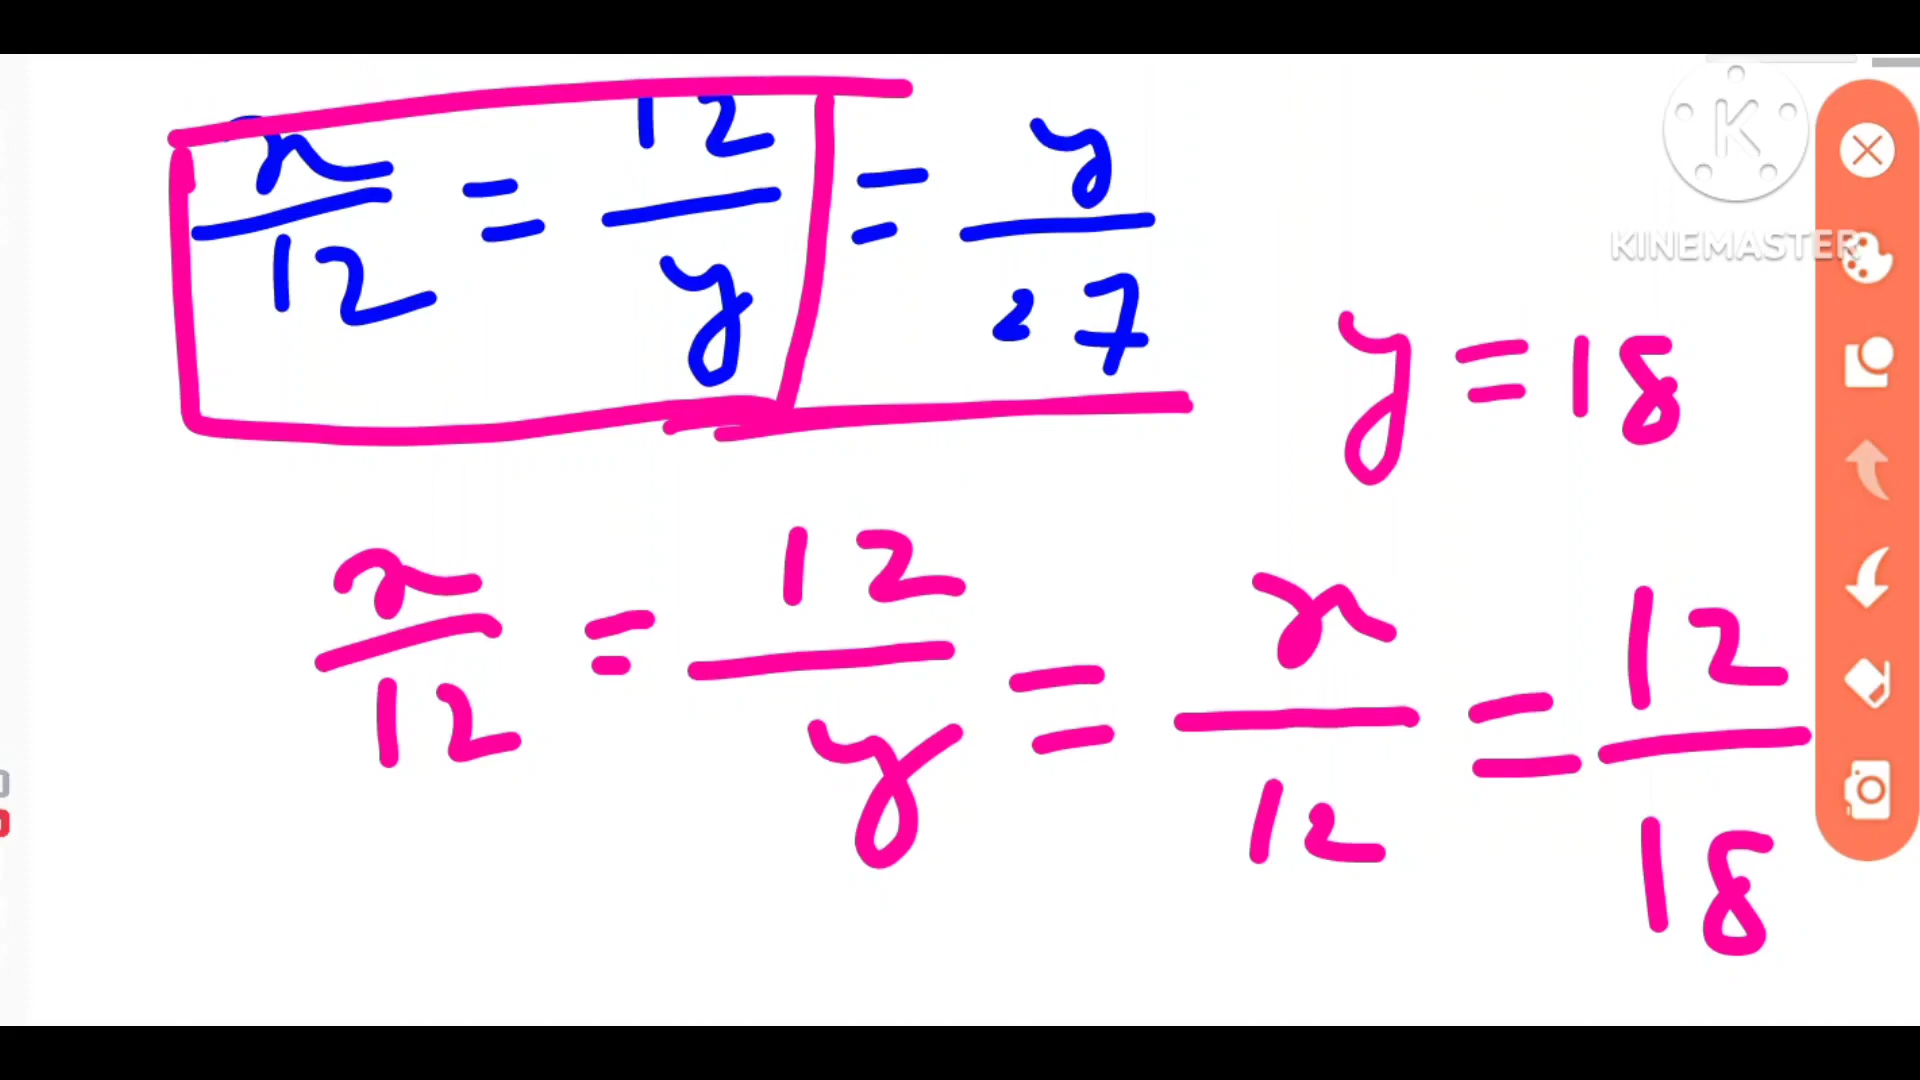 x/12 = 12/y = y/27
KINEMASTER
y = 18
x/12 = 12/y = x/12 = 12/18